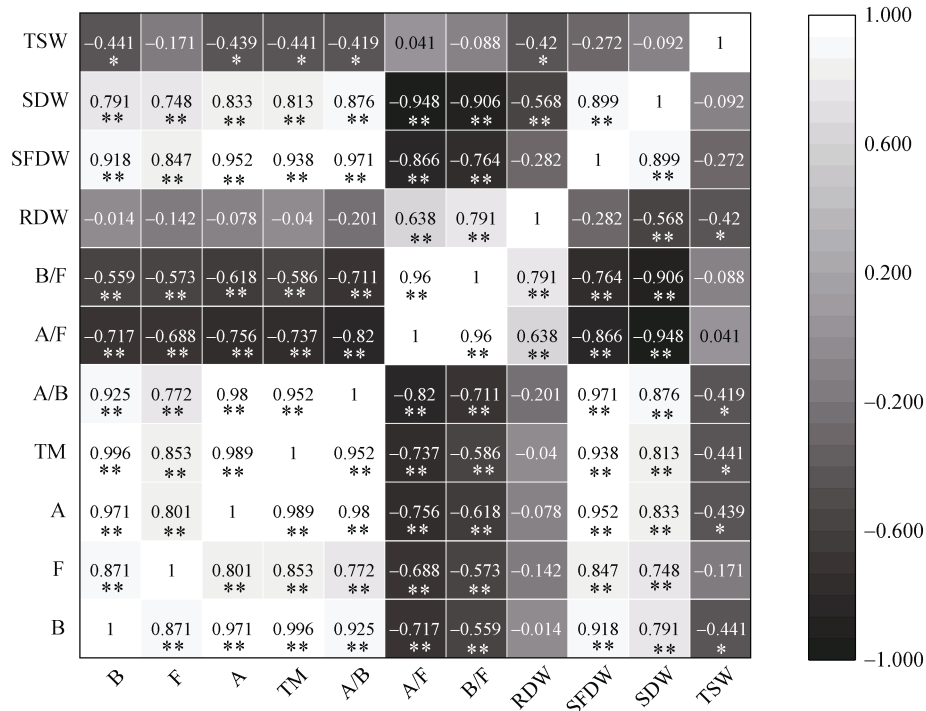 TSW −0.441 −0.171 −0.439 −0.441 −0.419 0.041 −0.088 −0.42 −0.272 −0.092 1
* * * * *
SDW 0.791 0.748 0.833 0.813 0.876 −0.948 −0.906 −0.568 0.899 1 −0.092
** ** ** ** ** ** ** ** **
SFDW 0.918 0.847 0.952 0.938 0.971 −0.866 −0.764 −0.282 1 0.899 −0.272
** ** ** ** ** ** ** **
RDW −0.014 −0.142 −0.078 −0.04 −0.201 0.638 0.791 1 −0.282 −0.568 −0.42
** ** ** *
B/F −0.559 −0.573 −0.618 −0.586 −0.711 0.96 1 0.791 −0.764 −0.906 −0.088
** ** ** ** ** ** ** ** **
A/F −0.717 −0.688 −0.756 −0.737 −0.82 1 0.96 0.638 −0.866 −0.948 0.041
** ** ** ** ** ** ** ** **
A/B 0.925 0.772 0.98 0.952 1 −0.82 −0.711 −0.201 0.971 0.876 −0.419
** ** ** ** ** ** ** ** *
TM 0.996 0.853 0.989 1 0.952 −0.737 −0.586 −0.04 0.938 0.813 −0.441
** ** ** ** ** ** ** ** *
A 0.971 0.801 1 0.989 0.98 −0.756 −0.618 −0.078 0.952 0.833 −0.439
** ** ** ** ** ** ** ** *
F 0.871 1 0.801 0.853 0.772 −0.688 −0.573 −0.142 0.847 0.748 −0.171
** ** ** ** ** ** ** **
B 1 0.871 0.971 0.996 0.925 −0.717 −0.559 −0.014 0.918 0.791 −0.441
** ** ** ** ** ** ** ** *
B F A TM A/B A/F B/F RDW SFDW SDW TSW
1.000
0.600
0.200
−0.200
−0.600
−1.000